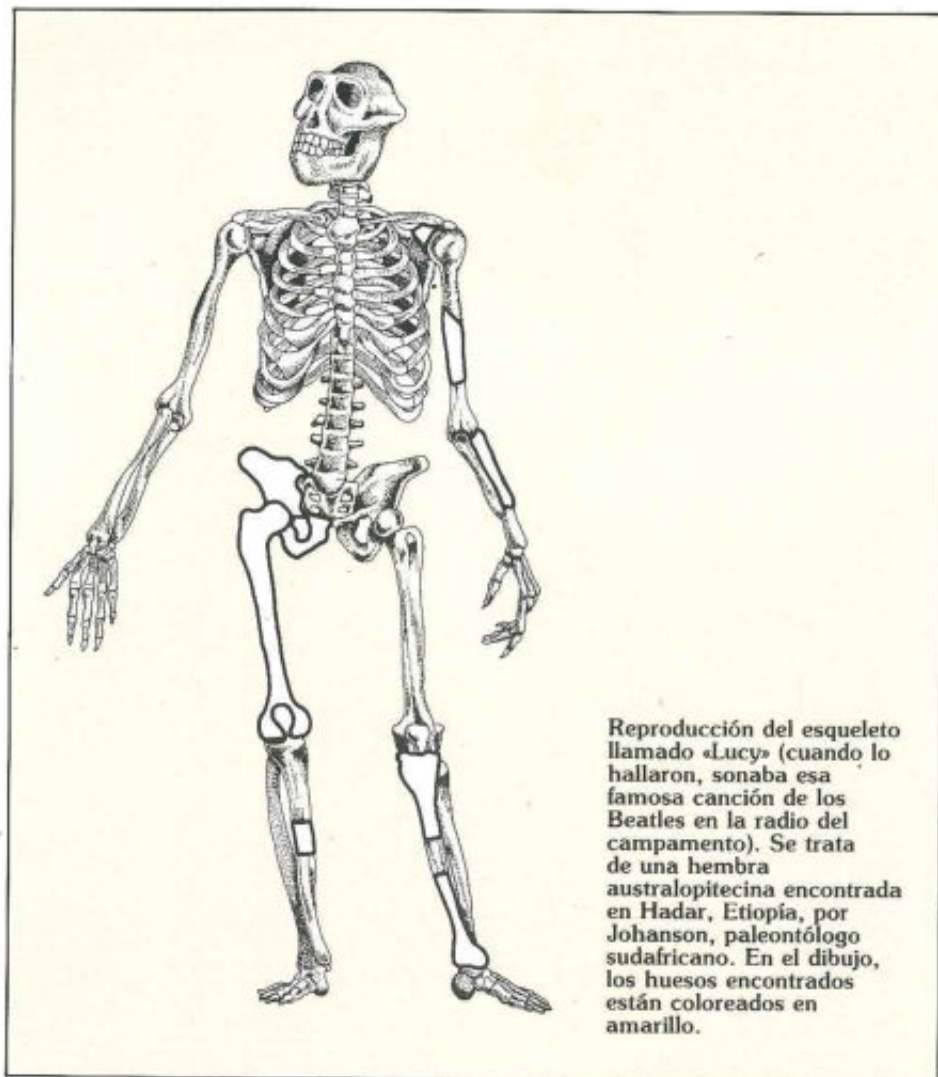 Reproducción del esqueleto
llamado «Lucy» (cuando lo
hallaron, sonaba esa
famosa canción de los
Beatles en la radio del
campamento). Se trata
de una hembra
australopitecina encontrada
en Hadar, Etiopía, por
Johanson, paleontólogo
sudafricano. En el dibujo,
los huesos encontrados
están coloreados en
amarillo.